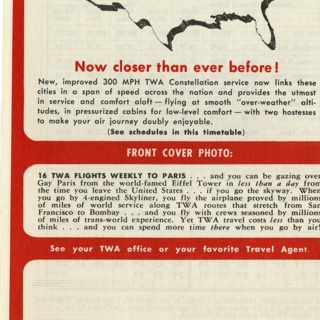 Now closer than ever before!
New, improved 300 MPH TWA Constellation service now links these
cities in a span of speed across the nation and provides the utmost
in service and comfort aloft — flying at smooth "over-weather" alti-
tudes, in pressurized cabins for low-level comfort — with two hostesses
to make your air journey doubly enjoyable.
(See schedules in this timetable)
FRONT COVER PHOTO:
16 TWA FLIGHTS WEEKLY TO PARIS . . . and you can be gazing over
Gay Paris from the world-famed Eiffel Tower in less than a day from
the time you leave the United States . . . if you go the skyway. When
you go by 4-engined Skyliner, you fly the airplane proved by millions
of miles of world service along TWA routes that stretch from San
Francisco to Bombay . . . and you fly with crews seasoned by millions
of miles of trans-world experience. Yet TWA travel costs less than you
think . . . and you can spend more time there when you go by air!
See your TWA office or your favorite Travel Agent